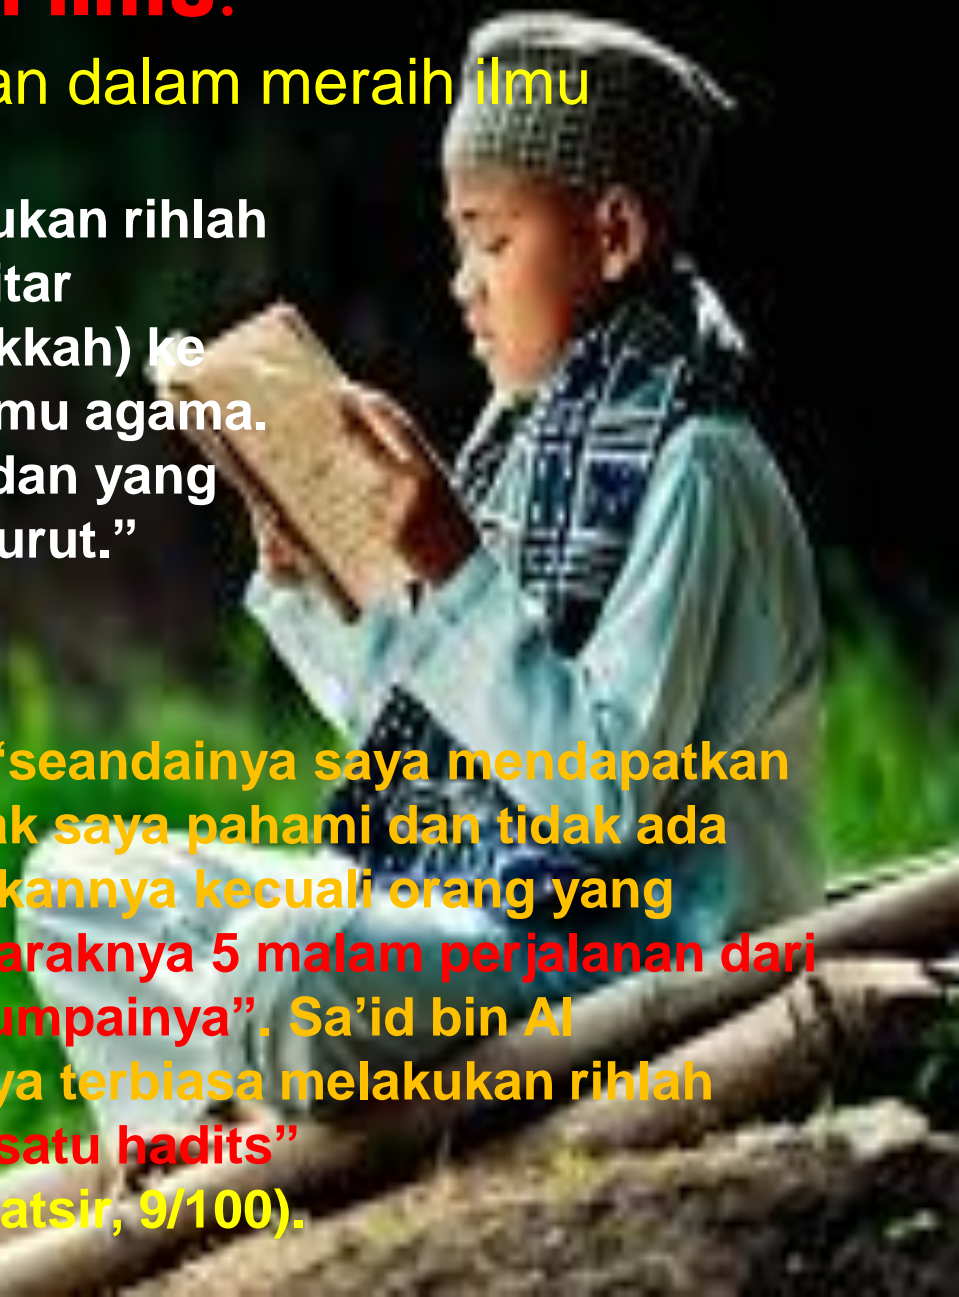 an dalam meraih ilmu
ukan rihlah
itar
kkah) ke
mu agama.
dan yang
urut.”
“seandainya saya mendapatkan
ak saya pahami dan tidak ada
kannya kecuali orang yang
araknya 5 malam perjalanan dari
umpainya”. Sa’id bin Al
ya terbiasa melakukan rihlah
satu hadits”
atsir, 9/100).